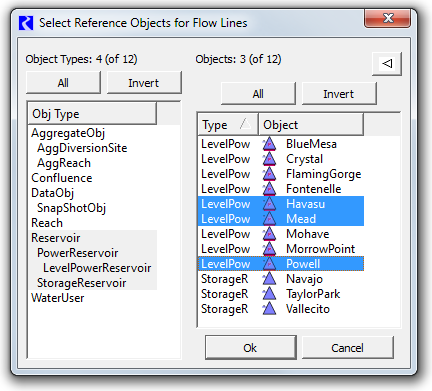 Select Reference Objects for Flow Lines
Object Types: 4 (of 12)
All Invert
Obj Type
AggregateObj
AggDiversionSite
AggReach
Confluence
DataObj
SnapShotObj
Reach
Reservoir
PowerReservoir
LevelPowerReservoir
StorageReservoir
WaterUser
Objects: 3 (of 12)
All Invert
Type Object
LevelPow BlueMesa
LevelPow Crystal
LevelPow FlamingGorge
LevelPow Fontenelle
LevelPow Havasu
LevelPow Mead
LevelPow Mohave
LevelPow MorrowPoint
LevelPow Powell
StorageR Navajo
StorageR TaylorPark
StorageR Vallecito
Ok Cancel